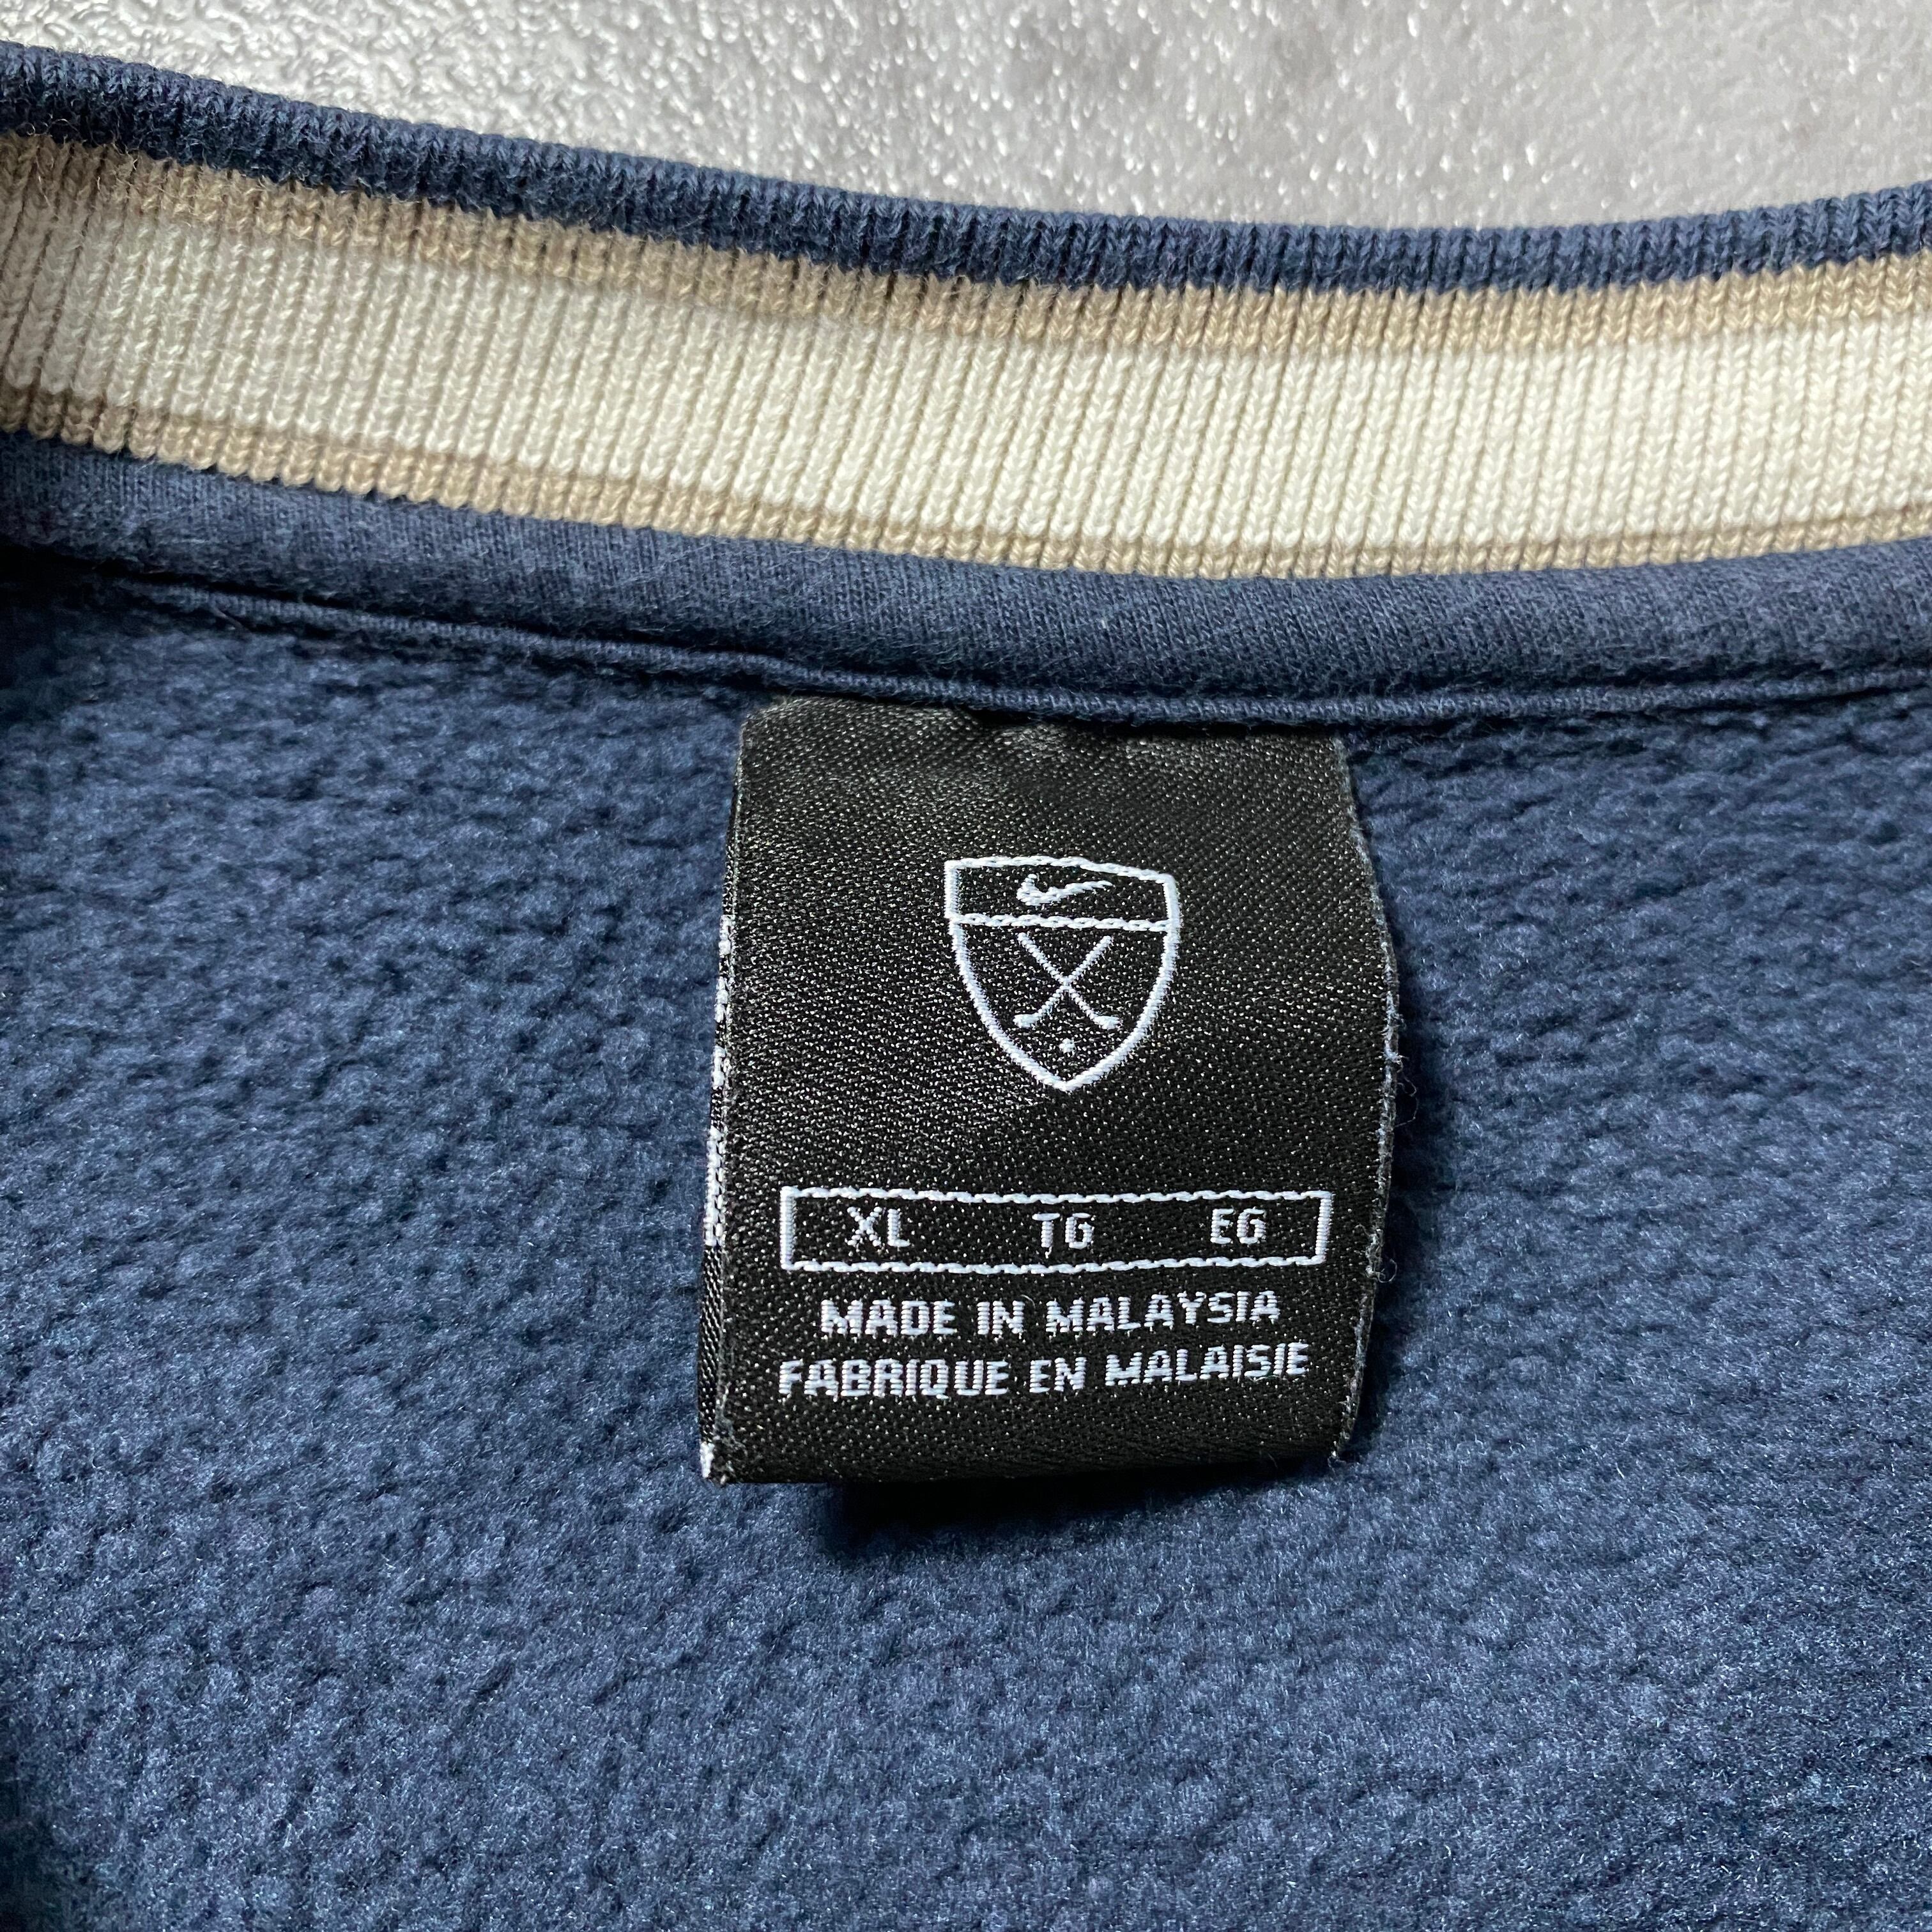 XL TG EG
MADE IN MALAYSIA
FABRIQUE EN MALAISIE